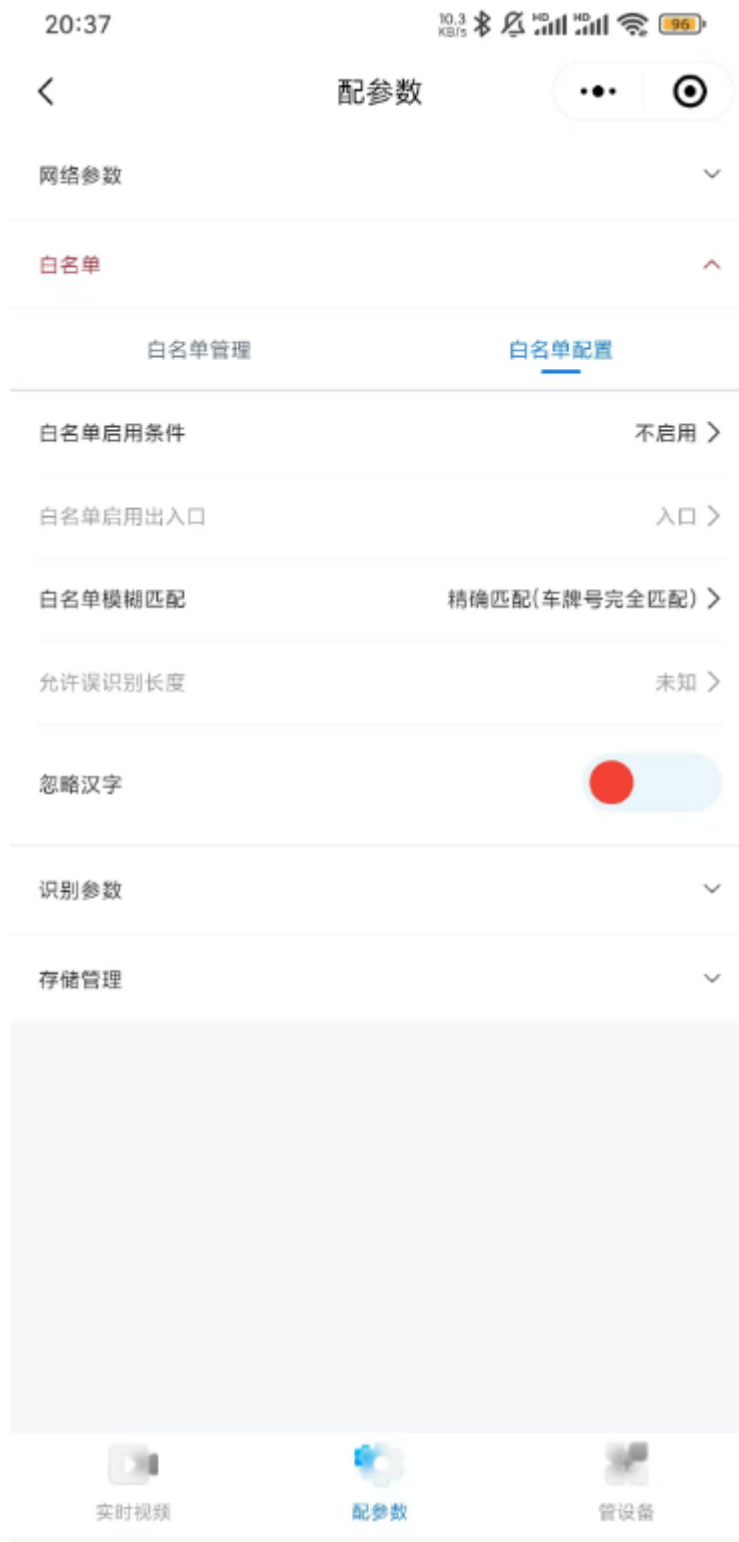 20:37
10.3
KB/s
HD
HD
96
配参数
网络参数
白名单
白名单管理
白名单配置
白名单启用条件
不启用
白名单启用出入口
入口
白名单模糊匹配
精确匹配(车牌号完全匹配)
允许误识别长度
未知
忽略汉字
识别参数
存储管理
实时视频
配参数
管设备